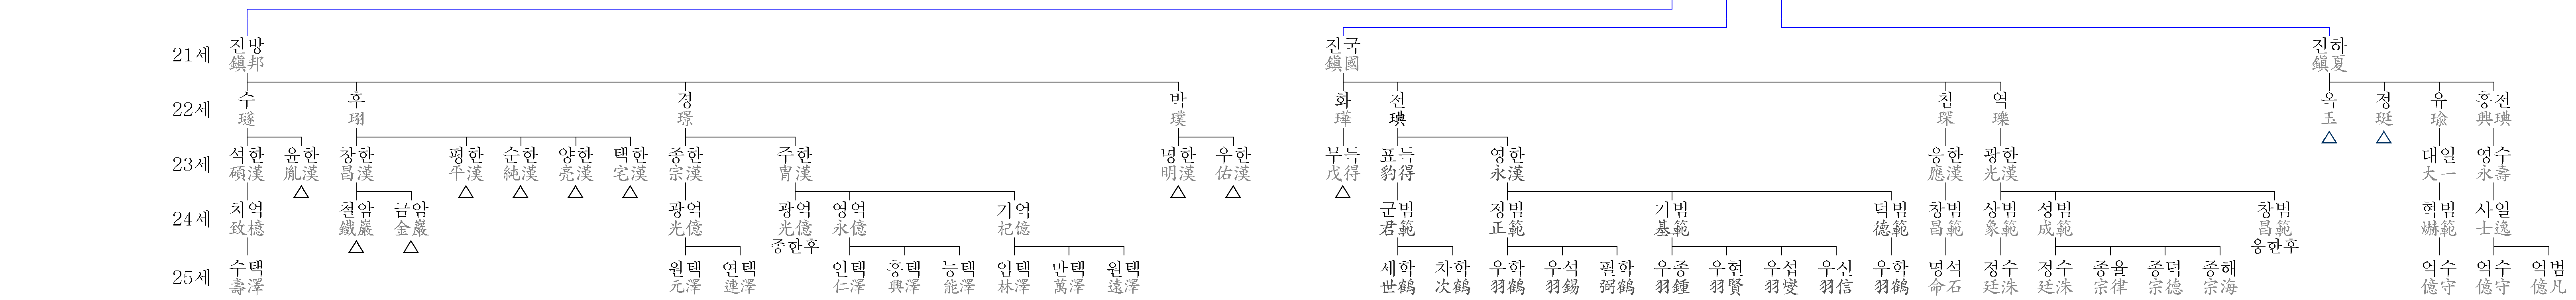 21세 진방 진국 진하
鎭邦 鎭國 鎭夏
22세 수 후 경 박 화 전 침 역 옥 정 유 흥전
璲 珝 璟 璞 瑋 琠 琛 瓅 玉 珽 瑜 興琠
23세 석한 윤한 창한 평한 순한 양한 택한 종한 주한 명한 우한 무득 표득 영한 응한 광한 대일 영수
碩漢 胤漢 昌漢 平漢 純漢 亮漢 宅漢 宗漢 冑漢 明漢 佑漢 戊得 豹得 永漢 應漢 光漢 大一 永壽
24세 치억 철암 금암 광억 광억 영억 기억 군범 정범 기범 덕범 창범 상범 성범 창범 혁범 사일
致檍 鐵巖 金巖 光億 光億 永億 杞億 君範 正範 基範 德範 昌範 象範 成範 昌範 爀範 士逸
종한후 응한후
25세 수택 원택 연택 인택 흥택 능택 임택 만택 원택 세학 차학 우학 우석 필학 우종 우현 우섭 우신 우학 명석 정수 정수 종율 종덕 종해 억수 억수 억범
壽澤 元澤 連澤 仁澤 興澤 能澤 林澤 萬澤 遠澤 世鶴 次鶴 羽鶴 羽錫 弼鶴 羽鍾 羽賢 羽燮 羽信 羽鶴 命石 廷洙 廷洙 宗律 宗德 宗海 億守 億守 億凡